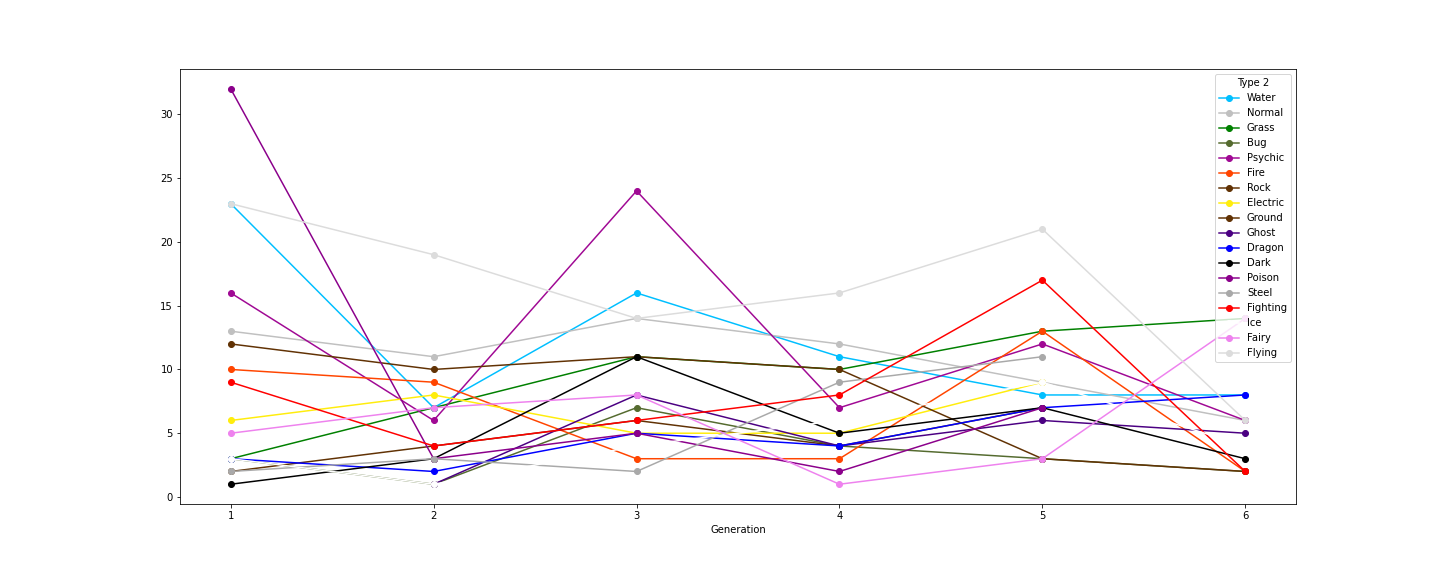 Type 2
Water
Normal
Grass
Bug
Psychic
Fire
Rock
Electric
Ground
Ghost
Dragon
Dark
Poison
Steel
Fighting
Ice
Fairy
Flying
30
25
20
15
10
5
0
1 2 3 4 5 6
Generation